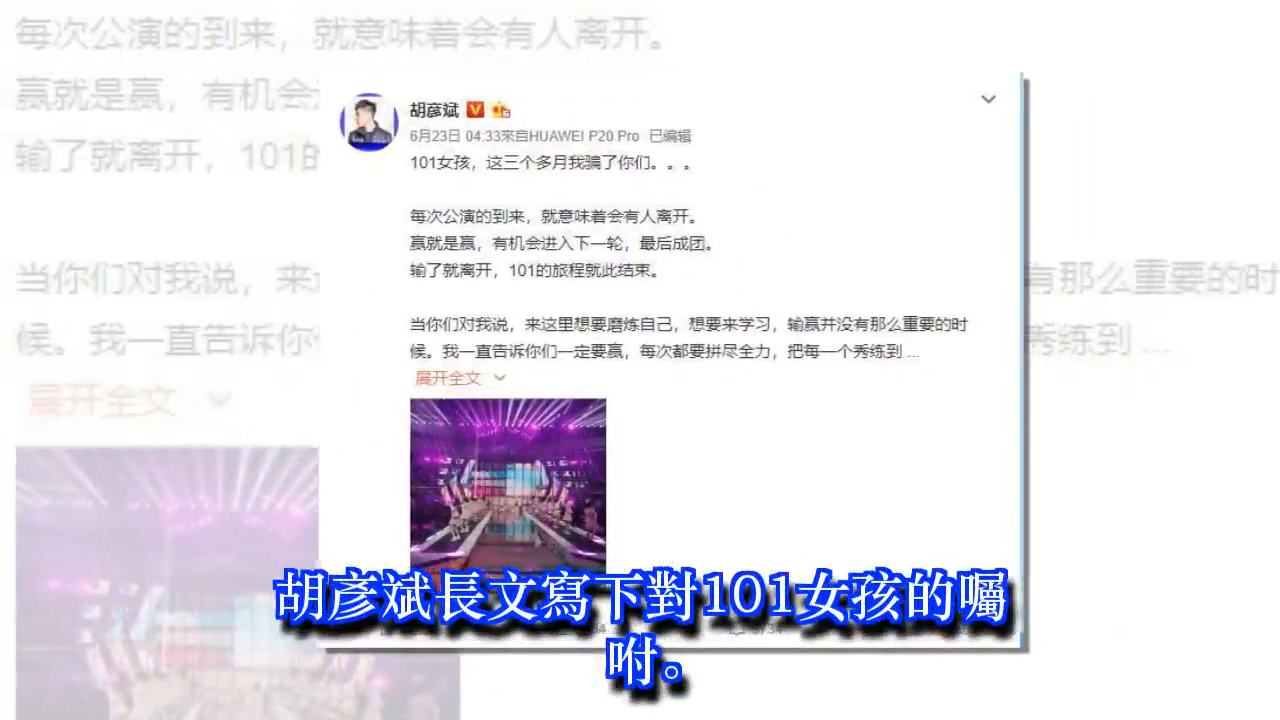 每次公演的到来，就意味着会有人离开。
赢就是赢，有机会
输了就离开，101的
当你们对我说，来
有那么重要的时
候。我一直告诉你们
秀练到 ...
展开全文
胡彦斌
6月23日 04:33来自HUAWEI P20 Pro 已编辑
101女孩，这三个多月我骗了你们。。。
每次公演的到来，就意味着会有人离开。
赢就是赢，有机会进入下一轮，最后成团。
输了就离开，101的旅程就此结束。
当你们对我说，来这里想要磨炼自己，想要来学习，输赢并没有那么重要的时
候。我一直告诉你们一定要赢，每次都要拼尽全力，把每一个秀练到 ...
展开全文
胡彥斌長文寫下對101女孩的囑
咐。